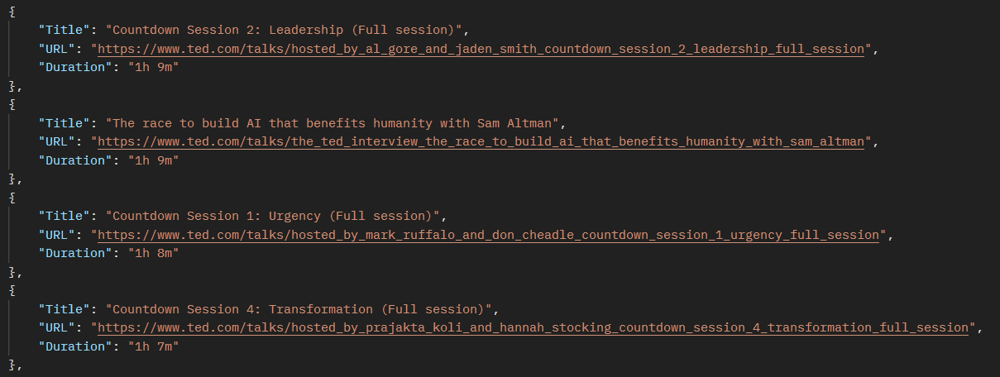 {
"Title": "Countdown Session 2: Leadership (Full session)",
"URL": "https://www.ted.com/talks/hosted_by_al_gore_and_jaden_smith_countdown_session_2_leadership_full_session",
"Duration": "1h 9m"
},
{
"Title": "The race to build AI that benefits humanity with Sam Altman",
"URL": "https://www.ted.com/talks/the_ted_interview_the_race_to_build_ai_that_benefits_humanity_with_sam_altman",
"Duration": "1h 9m"
},
{
"Title": "Countdown Session 1: Urgency (Full session)",
"URL": "https://www.ted.com/talks/hosted_by_mark_ruffalo_and_don_cheadle_countdown_session_1_urgency_full_session",
"Duration": "1h 8m"
},
{
"Title": "Countdown Session 4: Transformation (Full session)",
"URL": "https://www.ted.com/talks/hosted_by_prajakta_koli_and_hannah_stocking_countdown_session_4_transformation_full_session",
"Duration": "1h 7m"
},